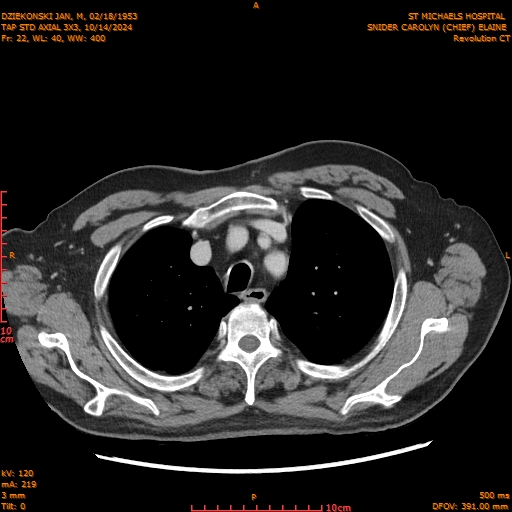 A
DZIEKONSKI JAN, M, 02/18/1953
TAP STD AXIAL 3X3, 10/14/2024
Fr: 22, WL: 40, WW: 400
ST MICHAELS HOSPITAL
SNIDER CAROLYN (CHIEF) ELAINE
Revolution CT
R
L
10
cm
kV: 120
mA: 219
3 mm
Tilt: 0
P
10cm
500 ms
DFOV: 391.00 mm